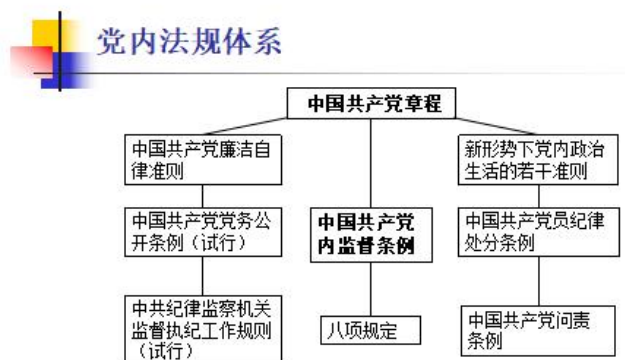 党内法规体系
中国共产党章程
中国共产党廉洁自
律准则
新形势下党内政治
生活的若干准则
中国共产党党务公
开条例（试行）
中国共产党
内监督条例
中国共产党员纪律
处分条例
中共纪律监察机关
监督执纪工作规则
（试行）
八项规定
中国共产党问责
条例